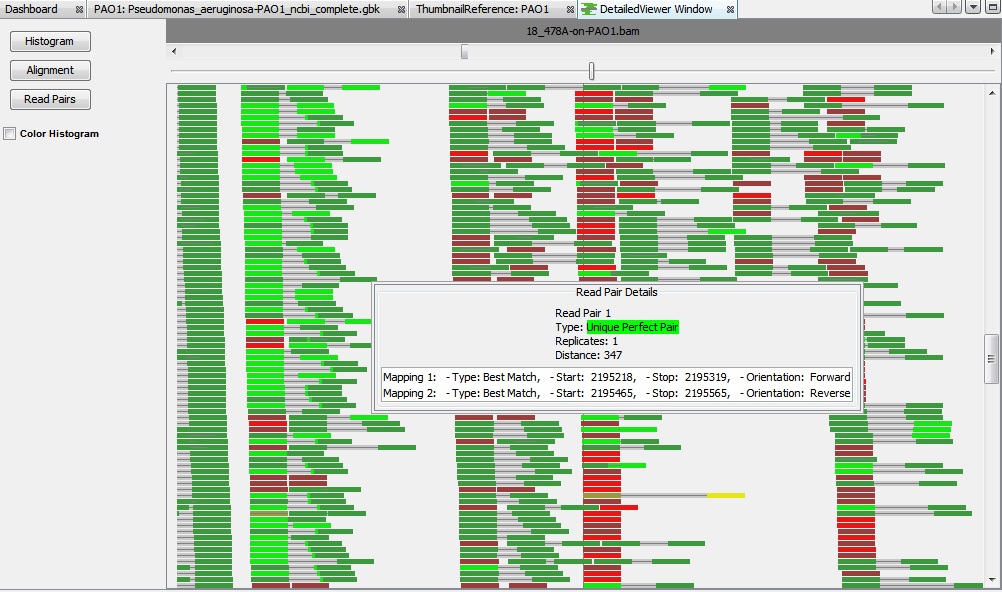 Dashboard PAO1: Pseudomonas_aeruginosa-PAO1_ncbi_complete.gbk ThumbnailReference: PAO1 DetailedViewer Window
18_478A-on-PAO1.bam
Histogram
Alignment
Read Pairs
Color Histogram
Read Pair Details
Read Pair 1
Type: Unique Perfect Pair
Replicates: 1
Distance: 347
Mapping 1: - Type: Best Match, - Start: 2195218, - Stop: 2195319, - Orientation: Forward
Mapping 2: - Type: Best Match, - Start: 2195465, - Stop: 2195565, - Orientation: Reverse